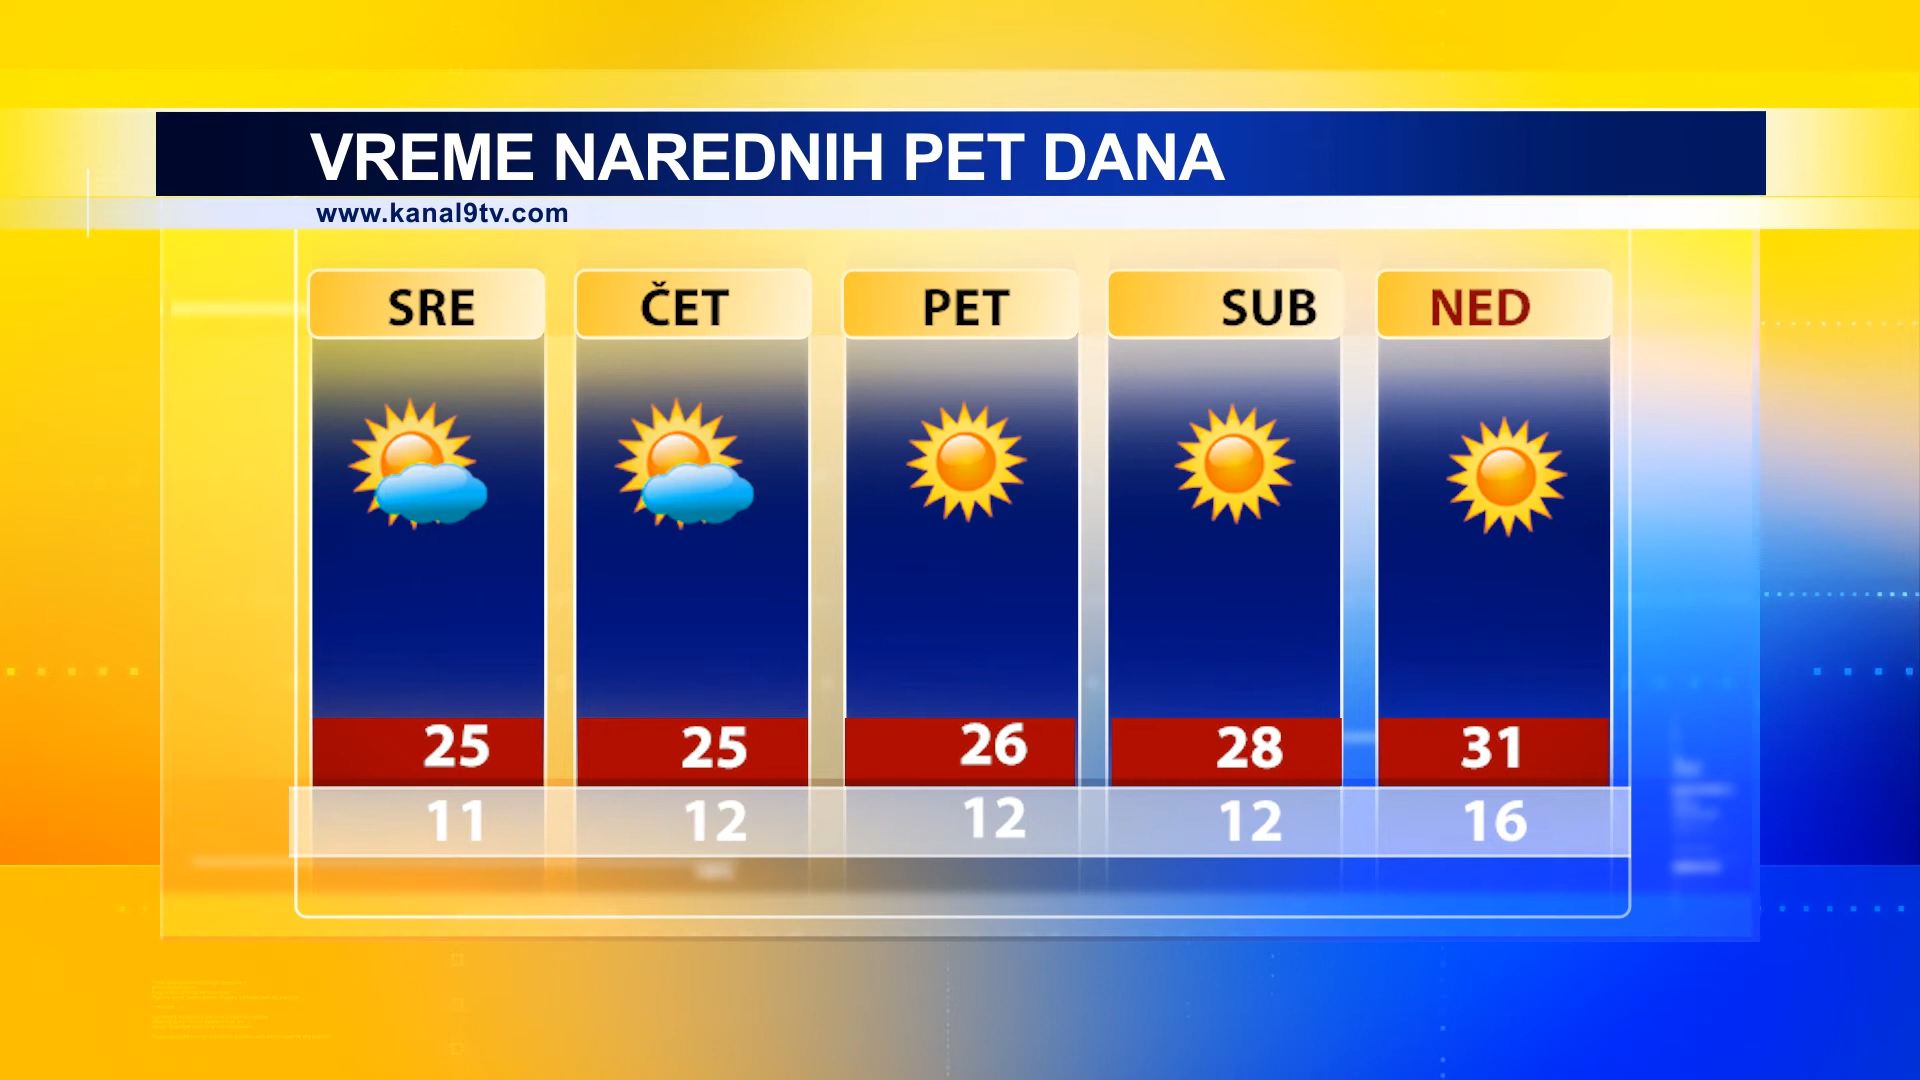 VREME NAREDNIH PET DANA
www.kanal9tv.com
SRE ČET PET SUB NED
25 25 26 28 31
11 12 12 12 16